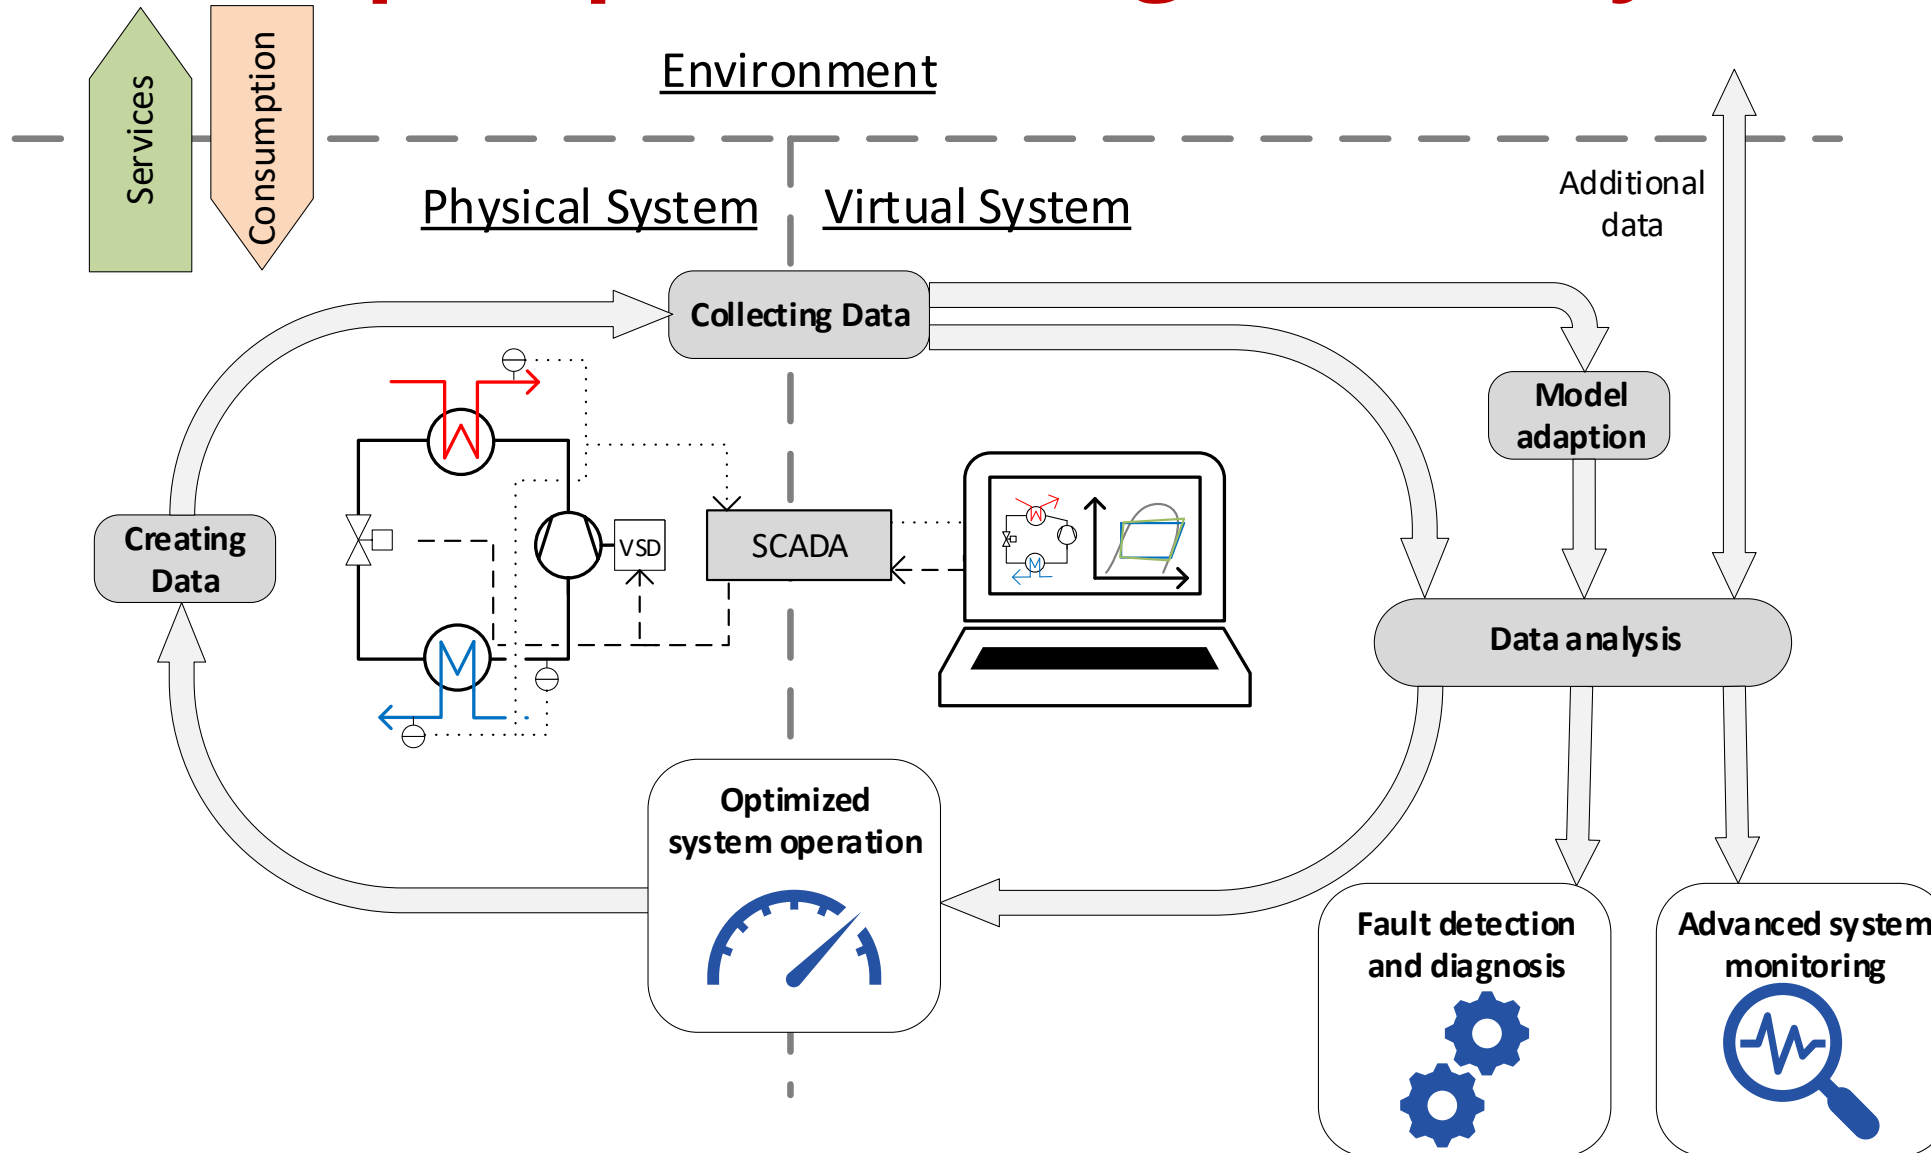 Environment
Services
Consumption
Physical System
Virtual System
Additional
data
Collecting Data
Model
adaption
Creating
Data
VSD
SCADA
Data analysis
Optimized
system operation
Fault detection
and diagnosis
Advanced system
monitoring